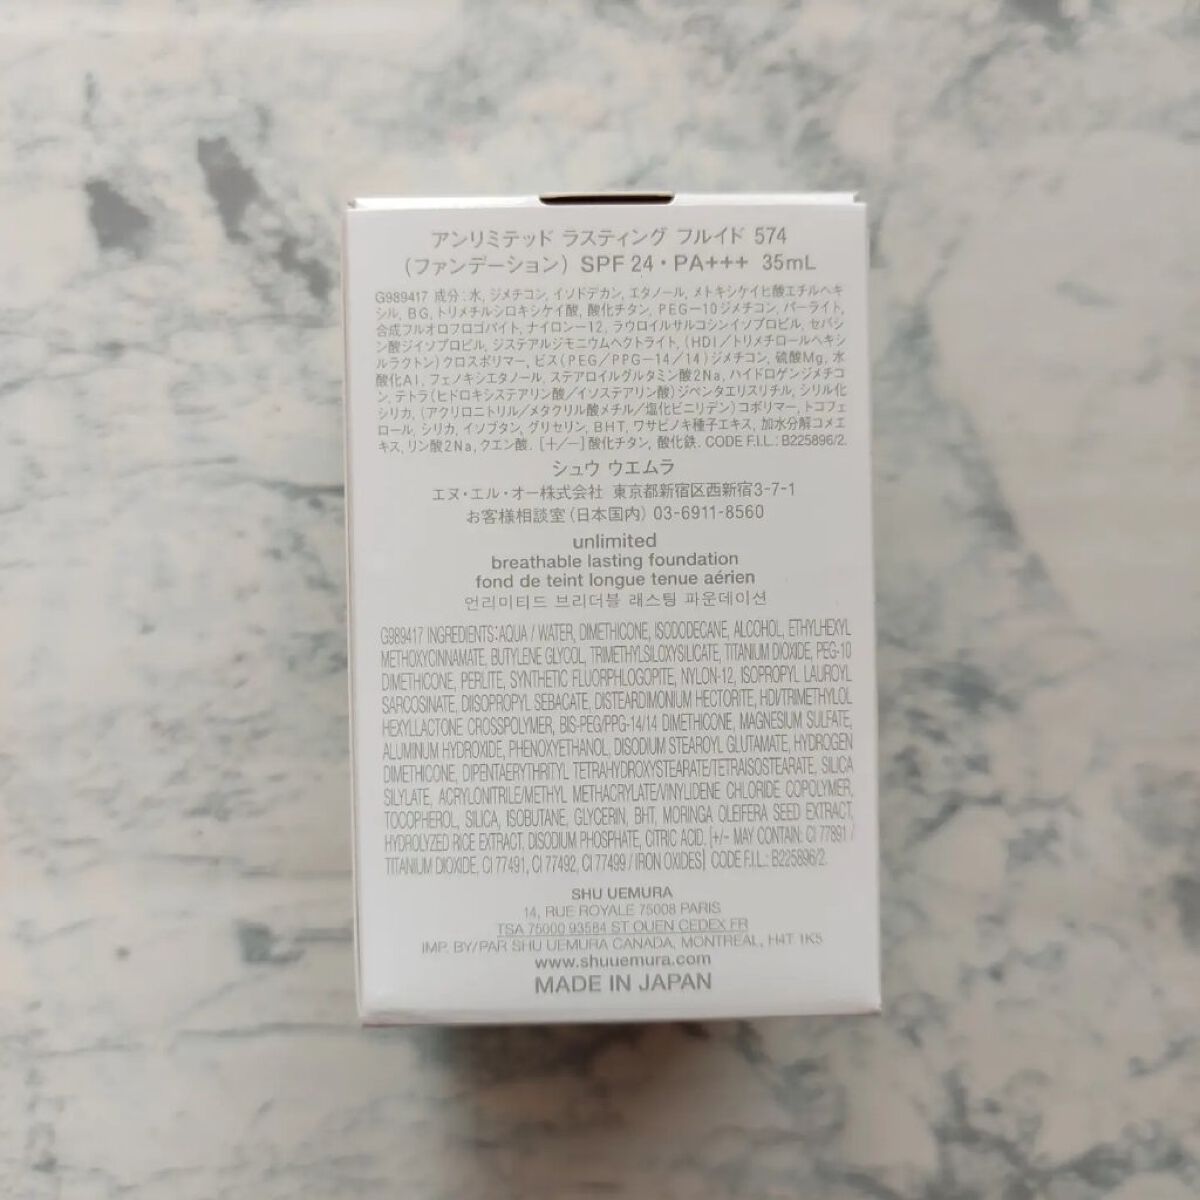 アンリミテッド ラスティング フルイド 574
(ファンデーション) SPF 24・PA+++ 35mL
G989417 成分:水, ジメチコン, イソドデカン, エタノール, メトキシケイヒ酸エチルヘキ
シル, BG, トリメチルシロキシケイ酸, 酸化チタン, PEG-10ジメチコン, パーライト,
合成フルオロフロゴパイト, ナイロン-12, ラウロイルサルコシンイソプロピル, セバシ
ン酸ジイソプロピル, ジステアルジモニウムヘクトライト, (HDI/トリメチロールヘキシ
ルラクトン)クロスポリマー, ビス(PEG/PPG-14/14)ジメチコン, 硫酸Mg, 水
酸化Al, フェノキシエタノール, ステアロイルグルタミン酸2Na, ハイドロゲンジメチコ
ン, テトラ(ヒドロキシステアリン酸/イソステアリン酸)ジペンタエリスリチル, シリル化
シリカ, (アクリロニトリル/メタクリル酸メチル/塩化ビニリデン)コポリマー, トコフェ
ロール, シリカ, イソブタン, グリセリン, BHT, ワサビノキ種子エキス, 加水分解コメエ
キス, リン酸2Na, クエン酸. [+/-]酸化チタン, 酸化鉄. CODE F.I.L.: B225896/2.
シュウ ウエムラ
エヌ・エル・オー株式会社 東京都新宿区西新宿3-7-1
お客様相談室(日本国内) 03-6911-8560
unlimited
breathable lasting foundation
fond de teint longue tenue aérien
언리미티드 브리더블 래스팅 파운데이션
G989417 INGREDIENTS:AQUA / WATER, DIMETHICONE, ISODODECANE, ALCOHOL, ETHYLHEXYL
METHOXYCINNAMATE, BUTYLENE GLYCOL, TRIMETHYLSILOXYSILICATE, TITANIUM DIOXIDE, PEG-10
DIMETHICONE, PERLITE, SYNTHETIC FLUORPHLOGOPITE, NYLON-12, ISOPROPYL LAUROYL
SARCOSINATE, DIISOPROPYL SEBACATE, DISTEARDIMONIUM HECTORITE, HDI/TRIMETHYLOL
HEXYLLACTONE CROSSPOLYMER, BIS-PEG/PPG-14/14 DIMETHICONE, MAGNESIUM SULFATE,
ALUMINUM HYDROXIDE, PHENOXYETHANOL, DISODIUM STEAROYL GLUTAMATE, HYDROGEN
DIMETHICONE, DIPENTAERYTHRITYL TETRAHYDROXYSTEARATE/TETRAISOSTEARATE, SILICA
SILYLATE, ACRYLONITRILE/METHYL METHACRYLATE/VINYLIDENE CHLORIDE COPOLYMER,
TOCOPHEROL, SILICA, ISOBUTANE, GLYCERIN, BHT, MORINGA OLEIFERA SEED EXTRACT,
HYDROLYZED RICE EXTRACT, DISODIUM PHOSPHATE, CITRIC ACID. [+/- MAY CONTAIN: CI 77891 /
TITANIUM DIOXIDE, CI 77491, CI 77492, CI 77499 / IRON OXIDES] CODE F.I.L.: B225896/2.
SHU UEMURA
14, RUE ROYALE 75008 PARIS
TSA 75000 93584 ST OUEN CEDEX FR
IMP. BY/PAR SHU UEMURA CANADA, MONTREAL, H4T 1K5
www.shuuemura.com
MADE IN JAPAN